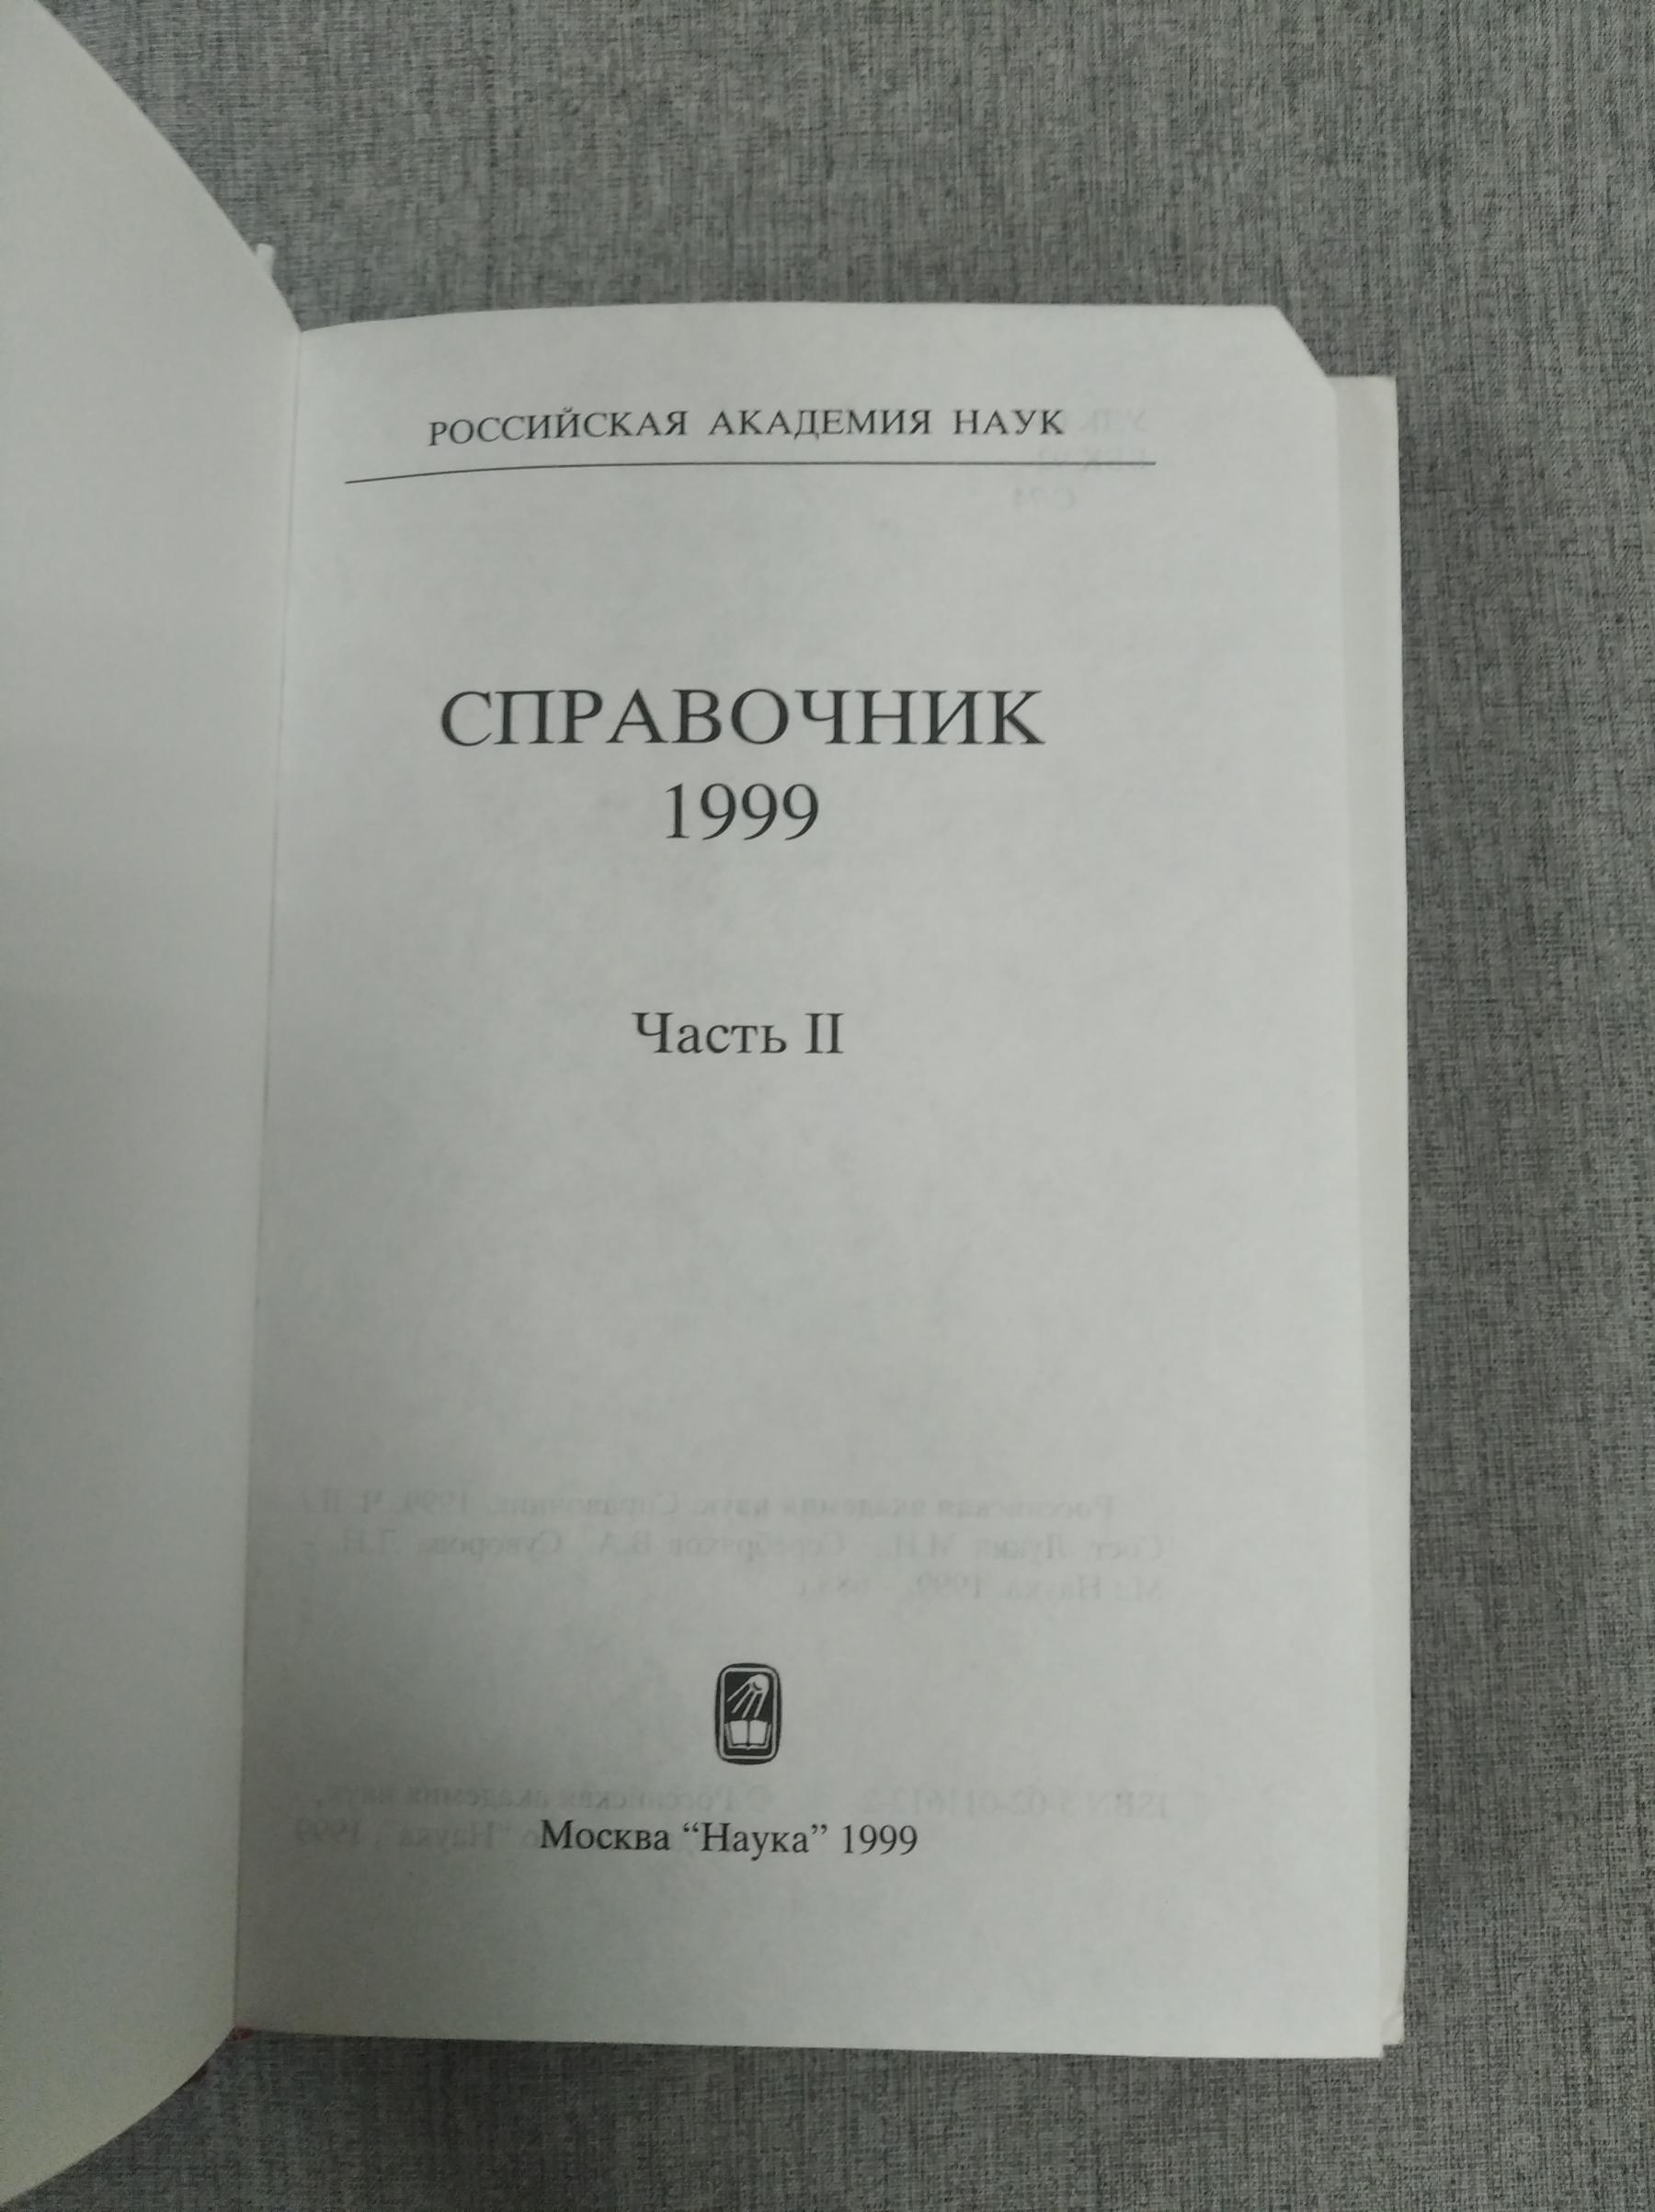 РОССИЙСКАЯ АКАДЕМИЯ НАУК
СПРАВОЧНИК
1999
Часть II
Москва “Наука” 1999